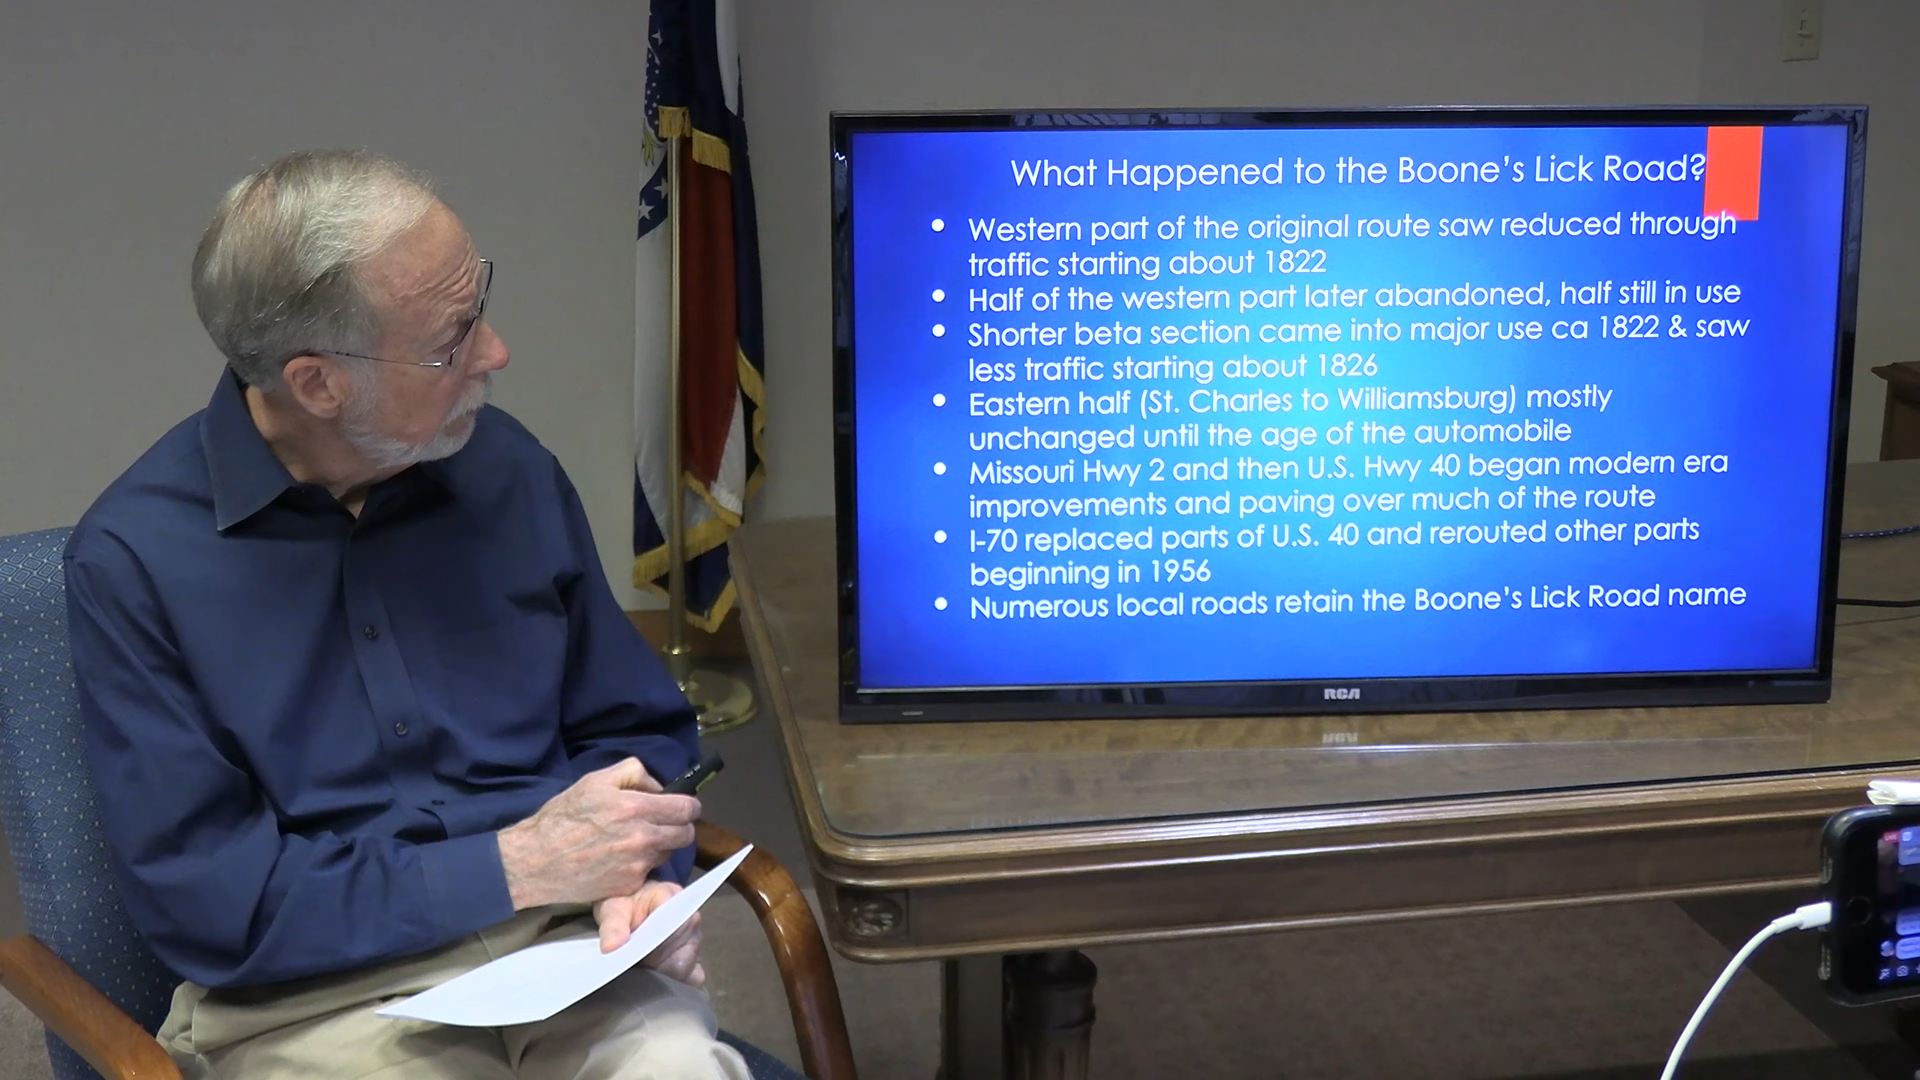 What Happened to the Boone's Lick Road?
• Western part of the original route saw reduced through
traffic starting about 1822
• Half of the western part later abandoned, half still in use
• Shorter beta section came into major use ca 1822 & saw
less traffic starting about 1826
• Eastern half (St. Charles to Williamsburg) mostly
unchanged until the age of the automobile
• Missouri Hwy 2 and then U.S. Hwy 40 began modern era
improvements and paving over much of the route
• I-70 replaced parts of U.S. 40 and rerouted other parts
beginning in 1956
• Numerous local roads retain the Boone's Lick Road name
RCA